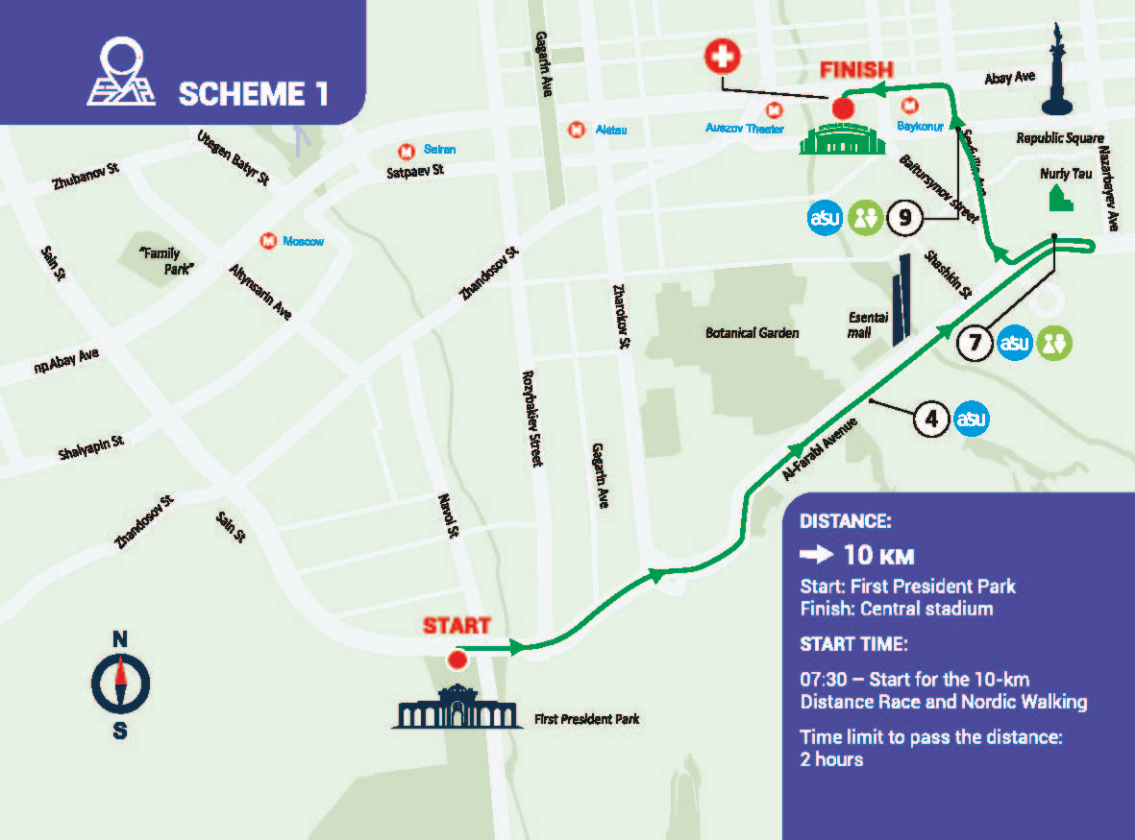 SCHEME 1
Gagarin Ave
FINISH
Abay Ave
Alatau
Auezov Theater
Baykonur
Seifullin Ave
Republic Square
Utegen Batyr St
Sairan
Satpaev St
Baitursynov street
Nazarbayev Ave
Zhubanov St
Nurly Tau
asu
9
Moscow
"Family
Park"
Sain St
Altynsarin Ave
Zhandosov St
Shashkin St
Zharokov St
Botanical Garden
Esentai
mall
7
asu
прAbay Ave
Rozybakiev Street
4
asu
Al-Farabi Avenue
Shalyapin St
Gagarin Ave
Zhandosov St
Sain St
Navoi St
START
First President Park
N
S
DISTANCE:
10 KM
Start: First President Park
Finish: Central stadium
START TIME:
07:30 – Start for the 10-km
Distance Race and Nordic Walking
Time limit to pass the distance:
2 hours